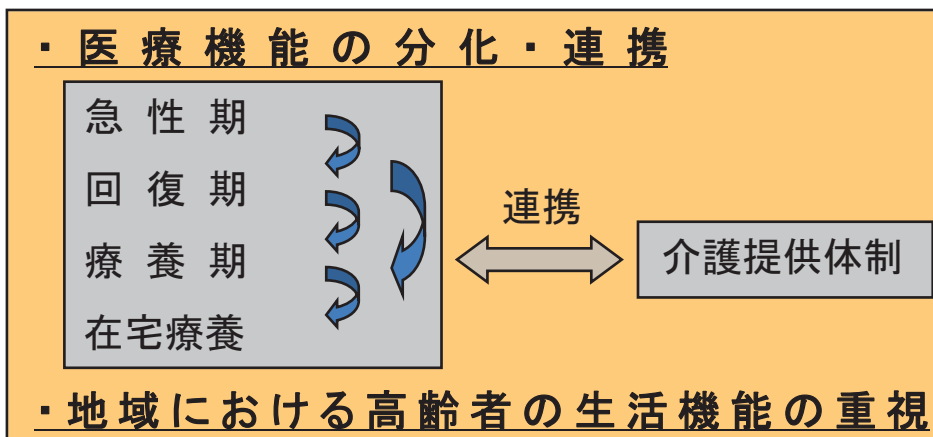 ・医療機能の分化・連携
急性期
回復期
療養期
在宅療養
連携
介護提供体制
・地域における高齢者の生活機能の重視